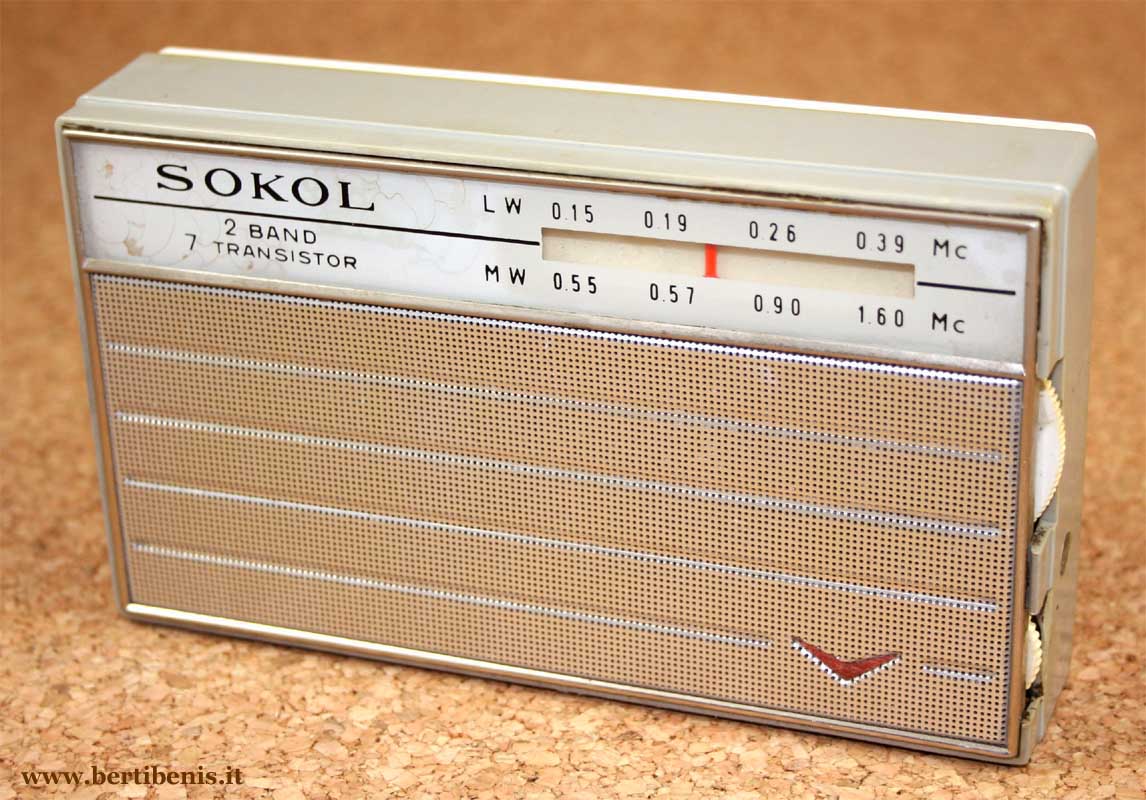 SOKOL
2 BAND
7 TRANSISTOR
LW 0.15 0.19 0.26 0.39 Mc
MW 0.55 0.57 0.90 1.60 Mc
www.bertibenis.it